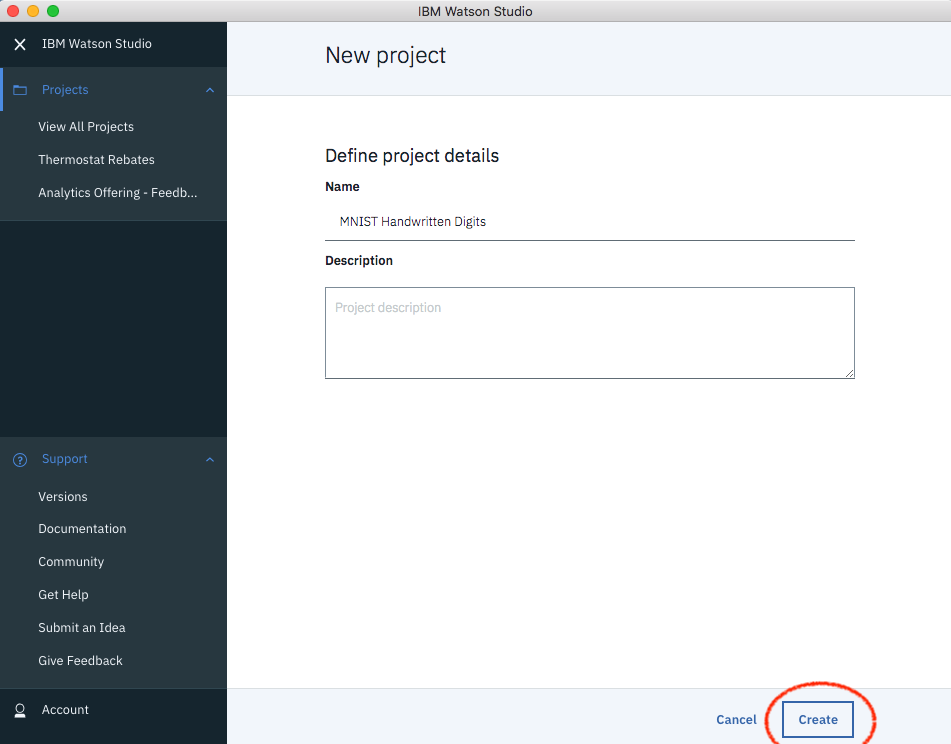 IBM Watson Studio
IBM Watson Studio
Projects
View All Projects
Thermostat Rebates
Analytics Offering - Feedb...
Support
Versions
Documentation
Community
Get Help
Submit an Idea
Give Feedback
Account
New project
Define project details
Name
MNIST Handwritten Digits
Description
Project description
Cancel
Create